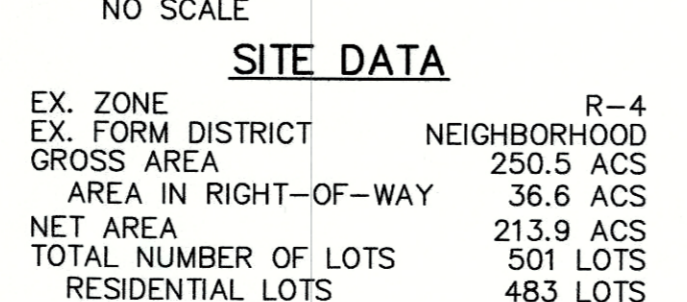 NO SCALE
SITE DATA
EX. ZONE R-4
EX. FORM DISTRICT NEIGHBORHOOD
GROSS AREA 250.5 ACS
AREA IN RIGHT-OF-WAY 36.6 ACS
NET AREA 213.9 ACS
TOTAL NUMBER OF LOTS 501 LOTS
RESIDENTIAL LOTS 483 LOTS